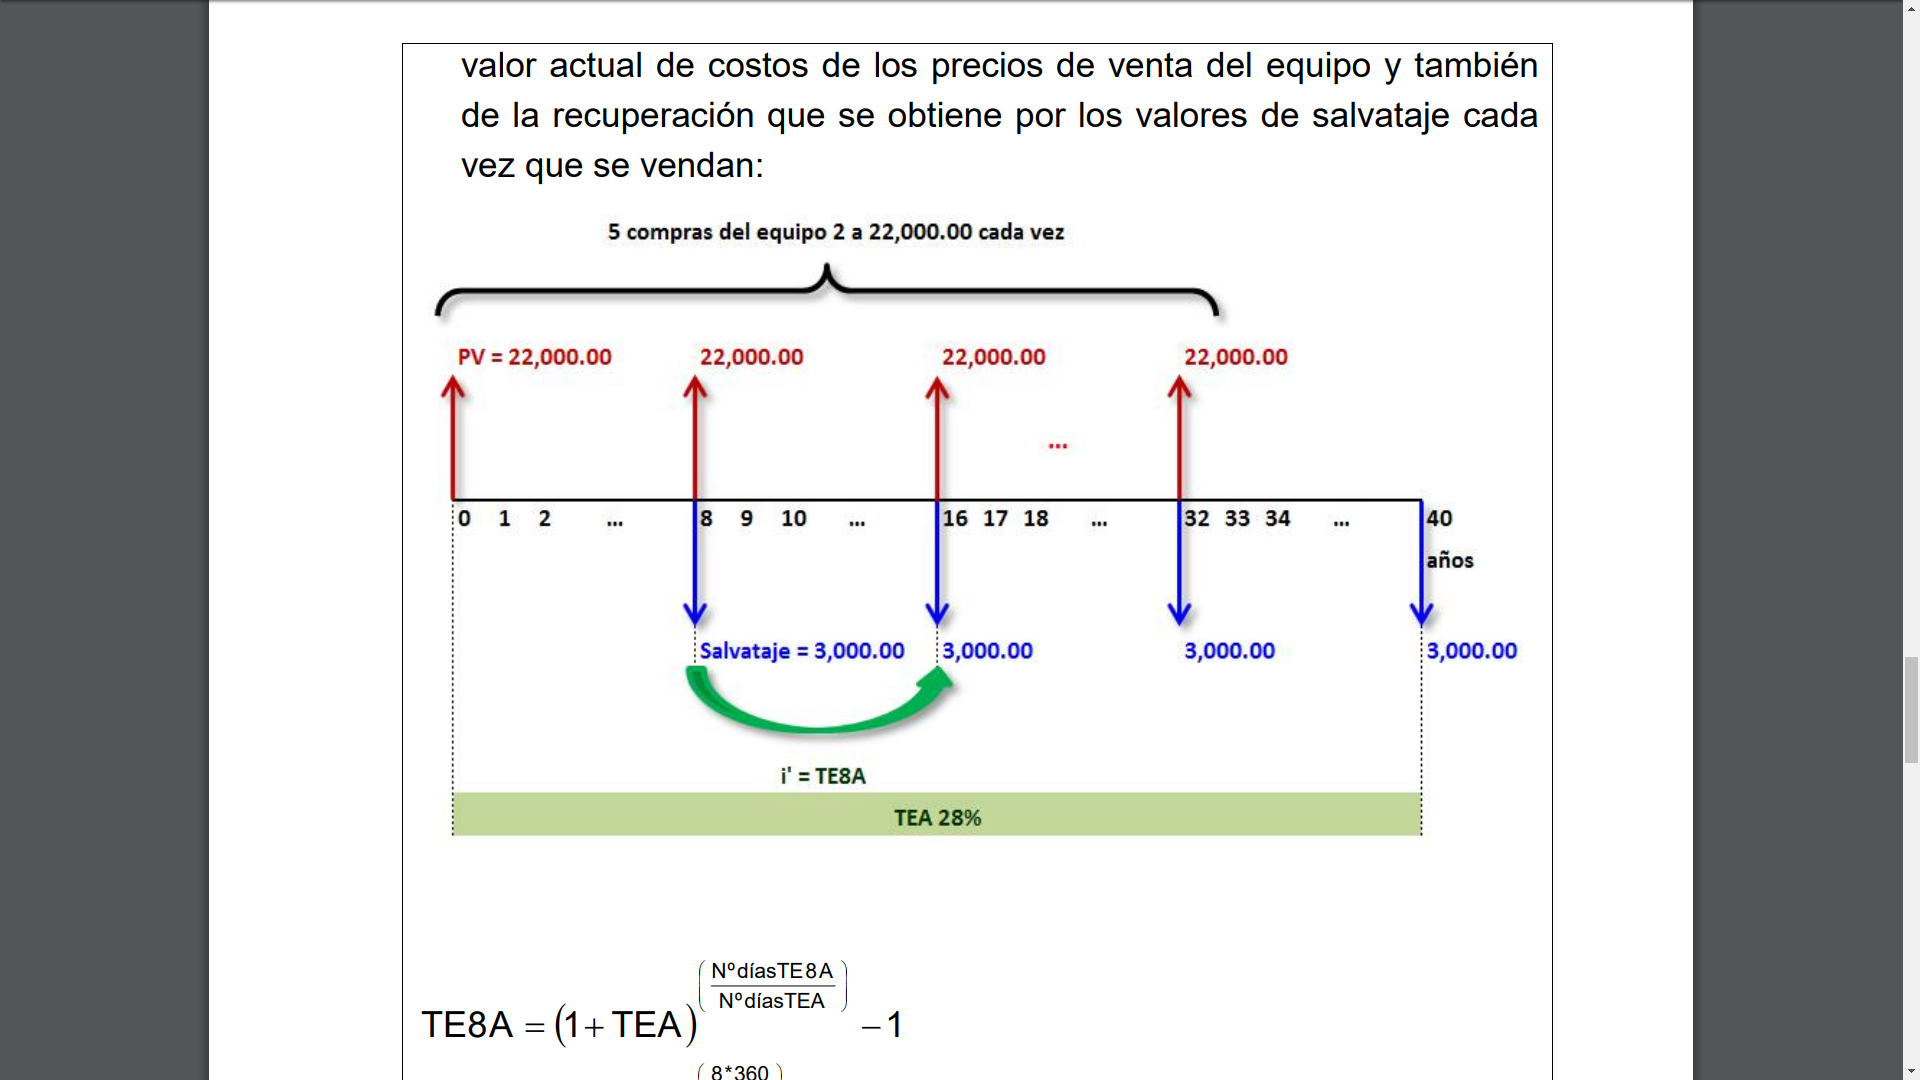 valor actual de costos de los precios de venta del equipo y también
de la recuperación que se obtiene por los valores de salvataje cada
vez que se vendan:
5 compras del equipo 2 a 22,000.00 cada vez
PV = 22,000.00 22,000.00 22,000.00 22,000.00
...
0 1 2 ... 8 9 10 ... 16 17 18 ... 32 33 34 ... 40
años
Salvataje = 3,000.00 3,000.00 3,000.00 3,000.00
i' = TE8A
TEA 28%
TE8A = (1+ TEA)^(NºdíasTE8A / NºdíasTEA) − 1
(8*360)